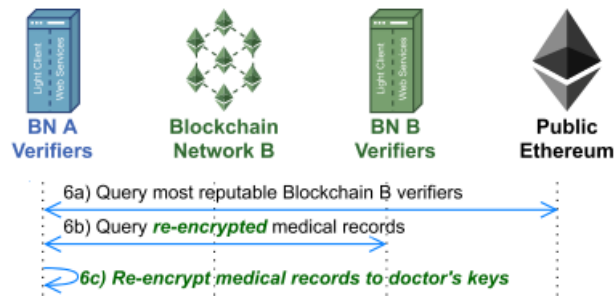 Light Client
Web Services
Light Client
Web Services
BN A
Verifiers
Blockchain
Network B
BN B
Verifiers
Public
Ethereum
6a) Query most reputable Blockchain B verifiers
6b) Query re-encrypted medical records
6c) Re-encrypt medical records to doctor's keys